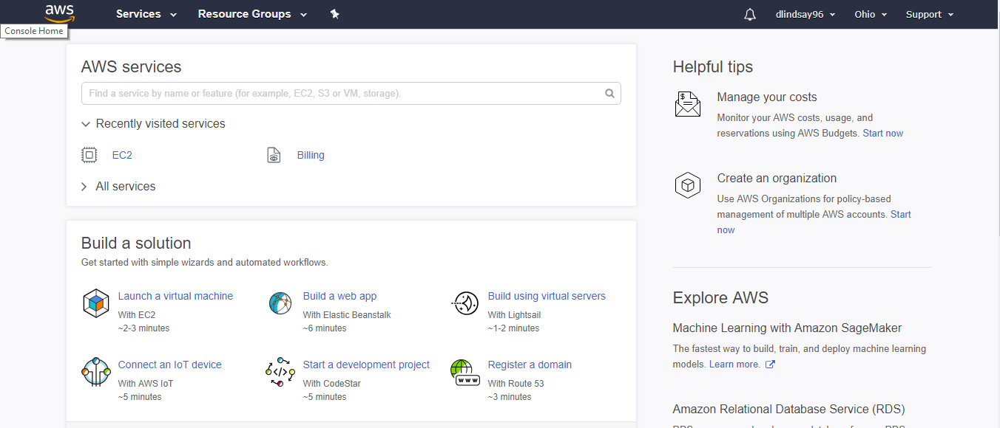 aws
Services
Resource Groups
dlindsay96
Ohio
Support
Console Home
AWS services
Find a service by name or feature (for example, EC2, S3 or VM, storage).
Recently visited services
EC2
Billing
All services
Build a solution
Get started with simple wizards and automated workflows.
Launch a virtual machine
With EC2
~2-3 minutes
Build a web app
With Elastic Beanstalk
~6 minutes
Build using virtual servers
With Lightsail
~1-2 minutes
Connect an IoT device
With AWS IoT
~5 minutes
Start a development project
With CodeStar
~5 minutes
www
Register a domain
With Route 53
~3 minutes
Helpful tips
$
Manage your costs
Monitor your AWS costs, usage, and
reservations using AWS Budgets. Start now
Create an organization
Use AWS Organizations for policy-based
management of multiple AWS accounts. Start
now
Explore AWS
Machine Learning with Amazon SageMaker
The fastest way to build, train, and deploy machine learning
models. Learn more.
Amazon Relational Database Service (RDS)